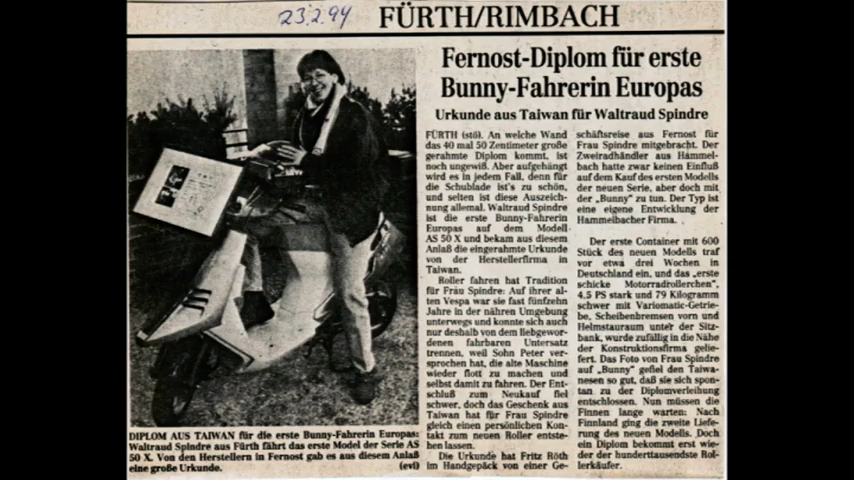 23.2.94
FÜRTH/RIMBACH
Fernost-Diplom für erste
Bunny-Fahrerin Europas
Urkunde aus Taiwan für Waltraud Spindre
FÜRTH (stö). An welche Wand
das 40 mal 50 Zentimeter große
gerahmte Diplom kommt, ist
noch ungewiß. Aber aufgehängt
wird es in jedem Fall, denn für
die Schublade ist's zu schön,
und selten ist diese Auszeich-
nung allemal. Waltraud Spindre
ist die erste Bunny-Fahrerin
Europas auf dem Modell
AS 50 X und bekam aus diesem
Anlaß die eingerahmte Urkunde
von der Herstellerfirma in
Taiwan.
Roller fahren hat Tradition
für Frau Spindre: Auf ihrer al-
ten Vespa war sie fast fünfzehn
Jahre in der nähren Umgebung
unterwegs und konnte sich auch
nur deshalb von dem liebgewor-
denen fahrbaren Untersatz
trennen, weil Sohn Peter ver-
sprochen hat, die alte Maschine
wieder flott zu machen und
selbst damit zu fahren. Der Ent-
schluß zum Neukauf fiel
schwer, doch das Geschenk aus
Taiwan hat für Frau Spindre
gleich einen persönlichen Kon-
takt zum neuen Roller entste-
hen lassen.
Die Urkunde hat Fritz Röth
im Handgepäck von einer Ge-
schäftsreise aus Fernost für
Frau Spindre mitgebracht. Der
Zweiradhändler aus Hammel-
bach hatte zwar keinen Einfluß
auf dem Kauf des ersten Modells
der neuen Serie, aber doch mit
der „Bunny" zu tun. Der Typ ist
eine eigene Entwicklung der
Hammelbacher Firma.
Der erste Container mit 600
Stück des neuen Modells traf
vor etwa drei Wochen in
Deutschland ein, und das „erste
schicke Motorradrollerchen",
4,5 PS stark und 79 Kilogramm
schwer mit Variomatic-Getrie-
be, Scheibenbremsen vorn und
Helmstauraum unter der Sitz-
bank, wurde zufällig in die Nähe
der Konstruktionsfirma gelie-
fert. Das Foto von Frau Spindre
auf „Bunny" gefiel den Taiwa-
nesen so gut, daß sie sich spon-
tan zu der Diplomverleihung
entschlossen. Nun müssen die
Finnen lange warten: Nach
Finnland ging die zweite Liefe-
rung des neuen Modells. Doch
ein Diplom bekommt erst wie-
der der hunderttausendste Rol-
lerkäufer.
DIPLOM AUS TAIWAN für die erste Bunny-Fahrerin Europas:
Waltraud Spindre aus Fürth fährt das erste Model der Serie AS
50 X. Von den Herstellern in Fernost gab es aus diesem Anlaß
eine große Urkunde. (evi)